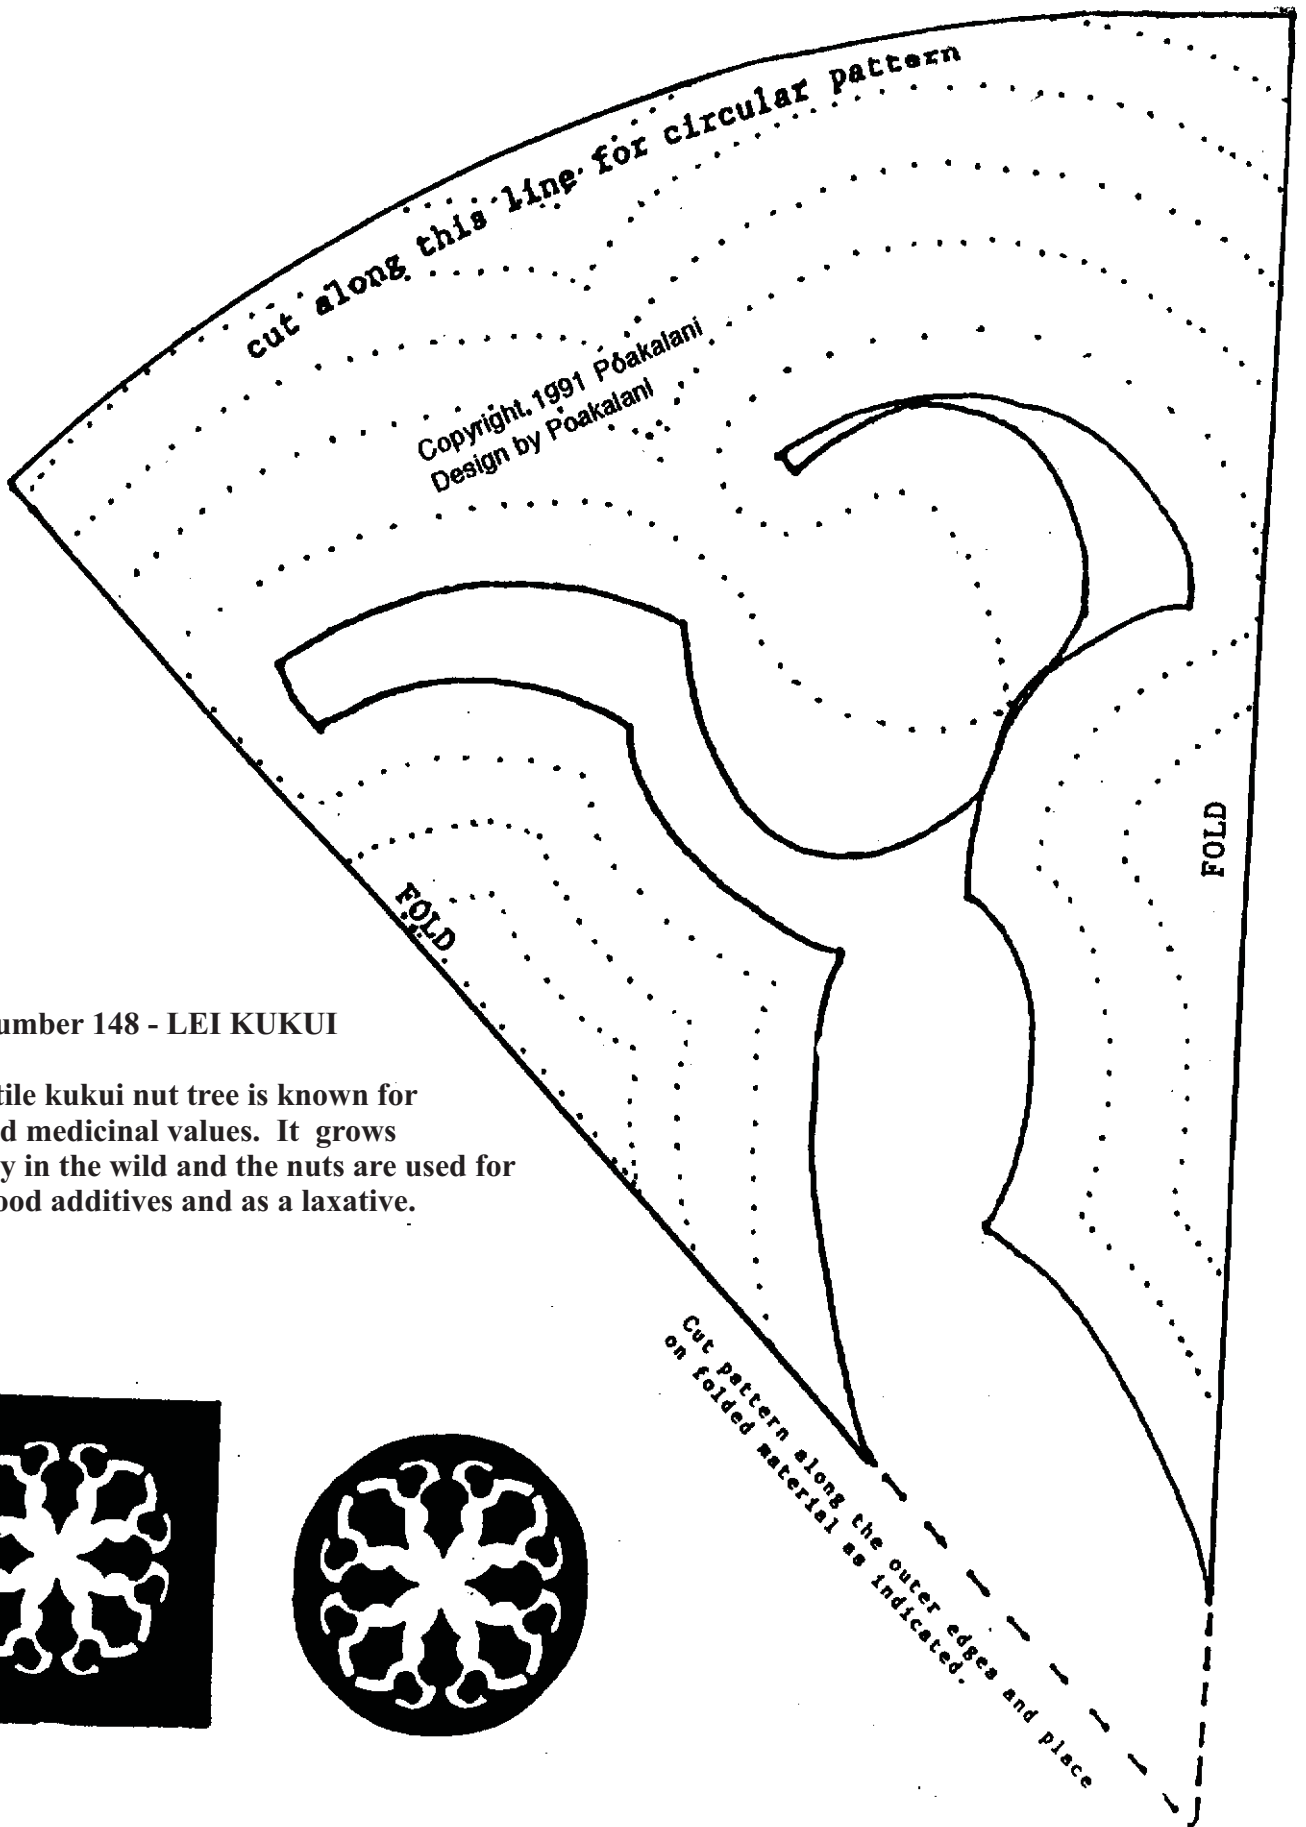 cut along this line for circular pattern
Copyright. 1991 Poakalani
Design by Poakalani
FOLD
FOLD
umber 148 - LEI KUKUI
tile kukui nut tree is known for
d medicinal values. It grows
y in the wild and the nuts are used for
ood additives and as a laxative.
Cut pattern along the outer edges and place
on folded material as indicated.